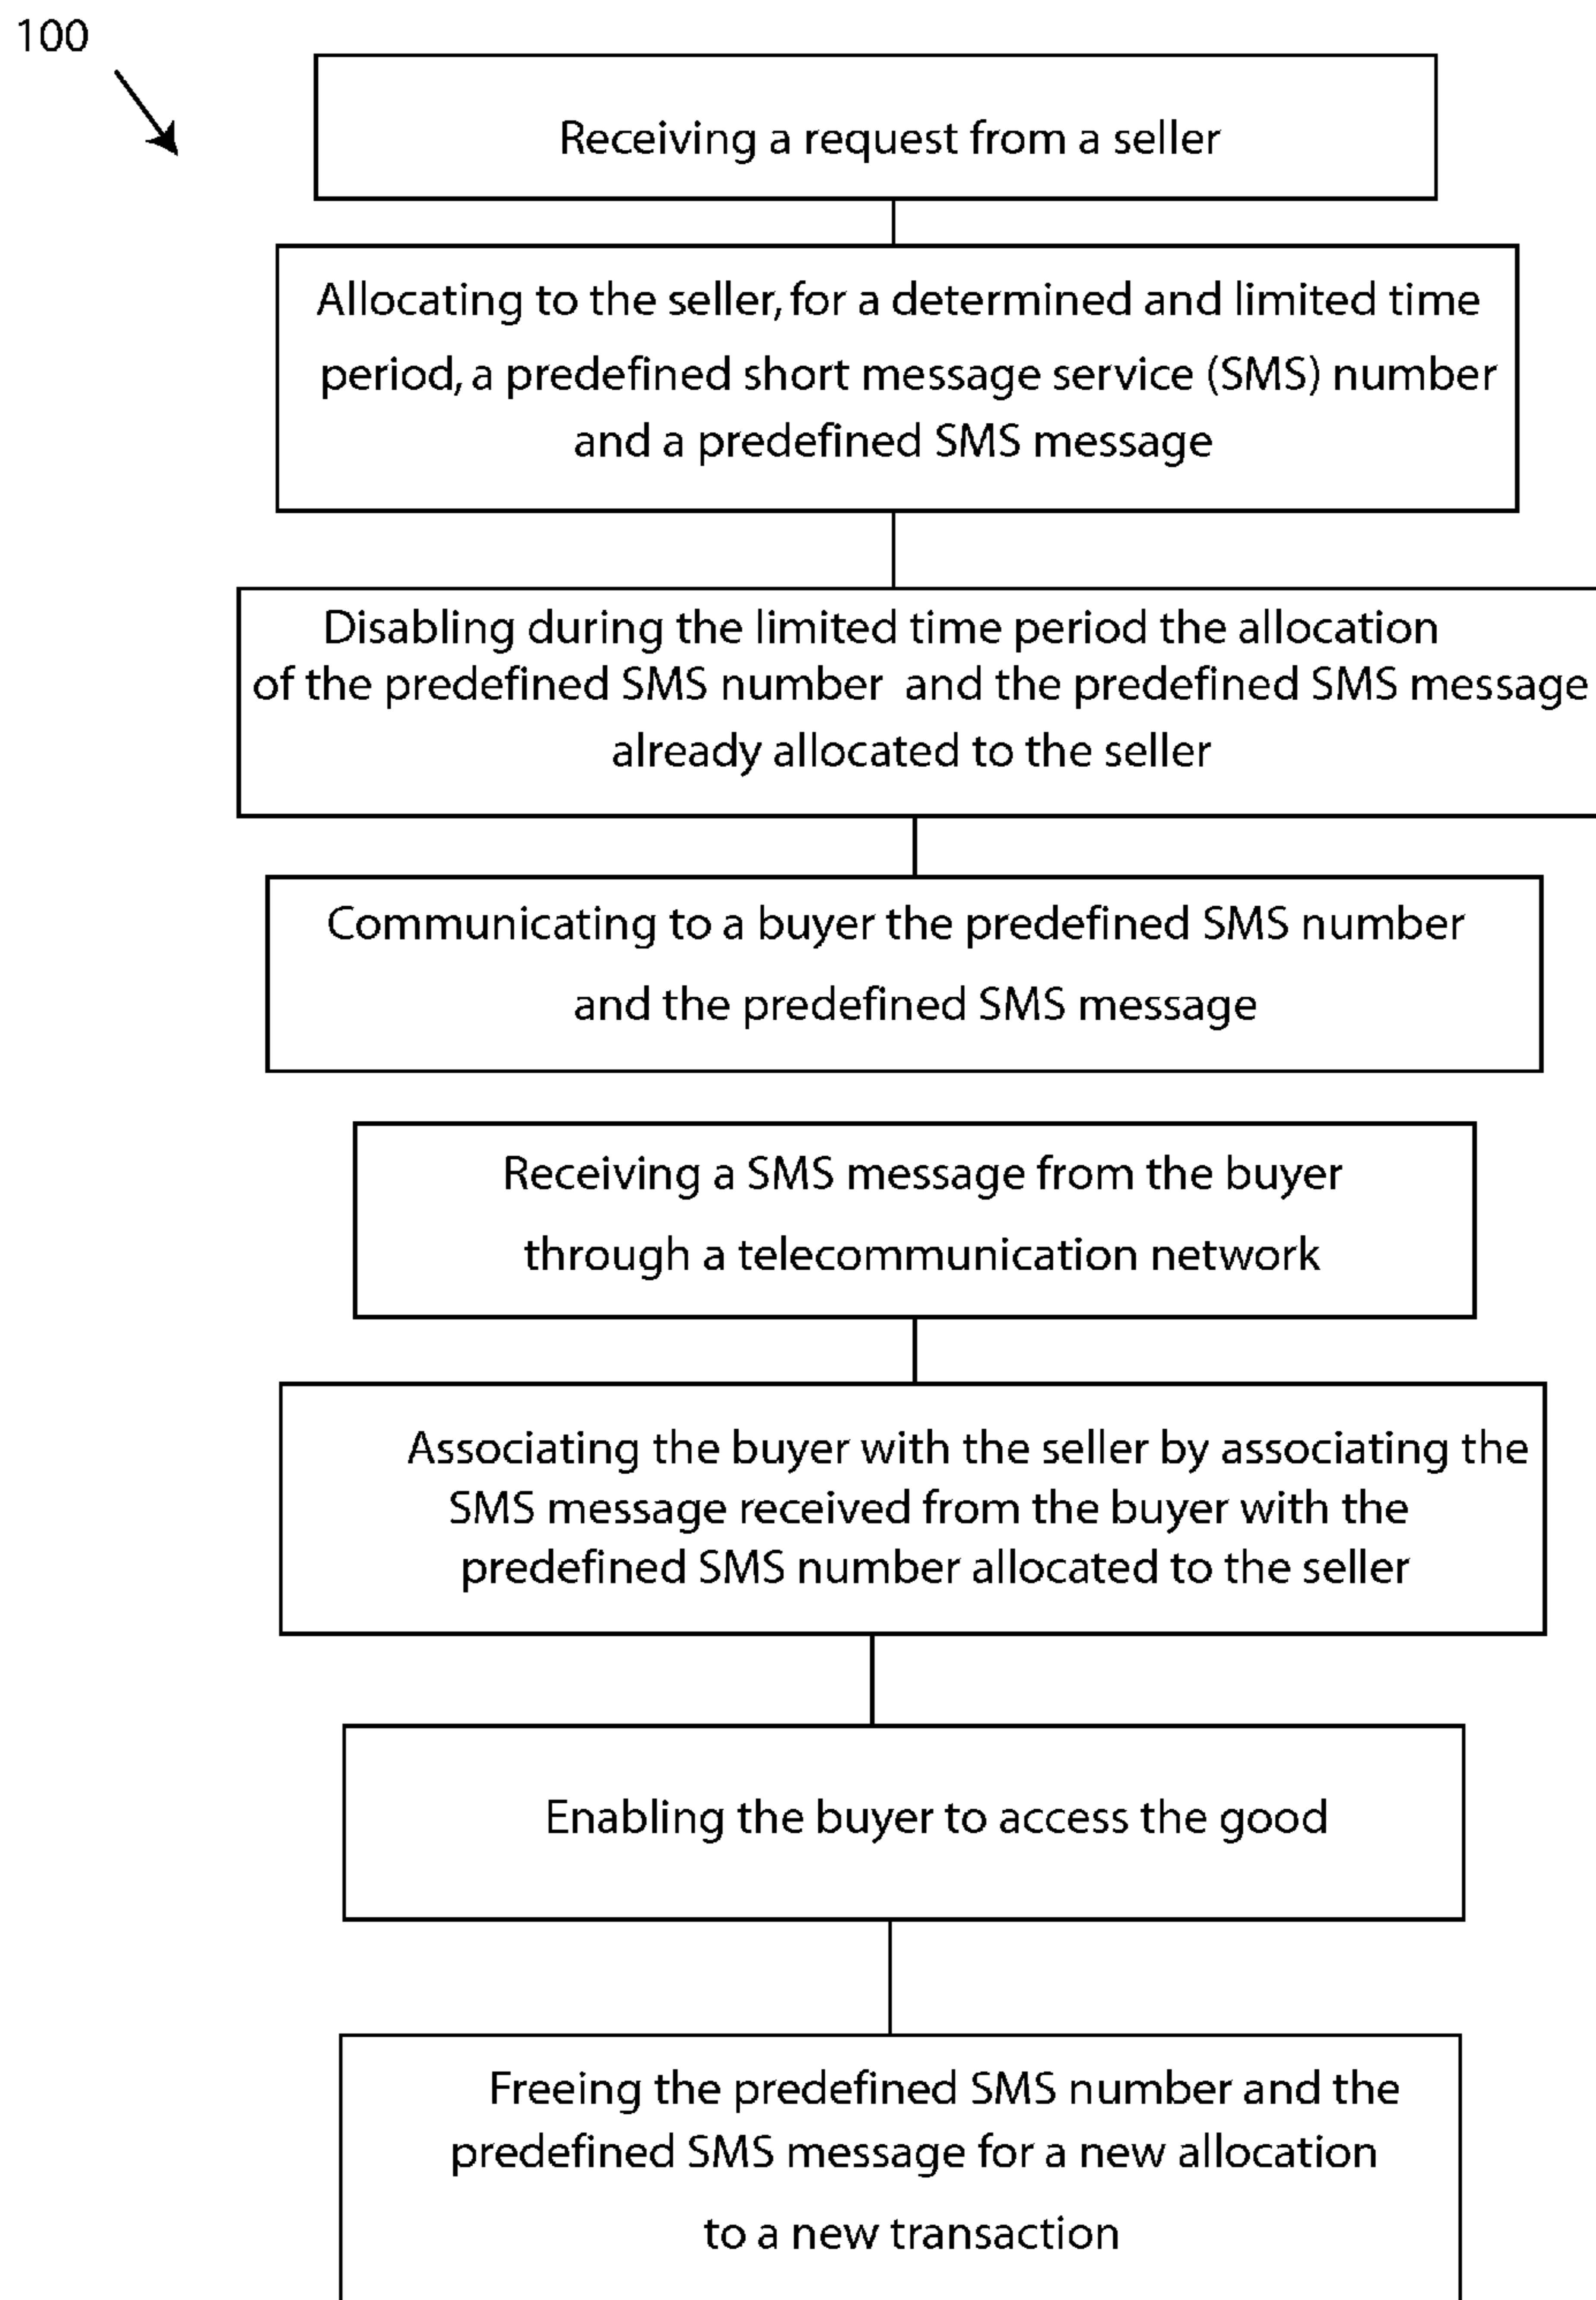 100
Receiving a request from a seller
Allocating to the seller, for a determined and limited time
period, a predefined short message service (SMS) number
and a predefined SMS message
Disabling during the limited time period the allocation
of the predefined SMS number and the predefined SMS message
already allocated to the seller
Communicating to a buyer the predefined SMS number
and the predefined SMS message
Receiving a SMS message from the buyer
through a telecommunication network
Associating the buyer with the seller by associating the
SMS message received from the buyer with the
predefined SMS number allocated to the seller
Enabling the buyer to access the good
Freeing the predefined SMS number and the
predefined SMS message for a new allocation
to a new transaction